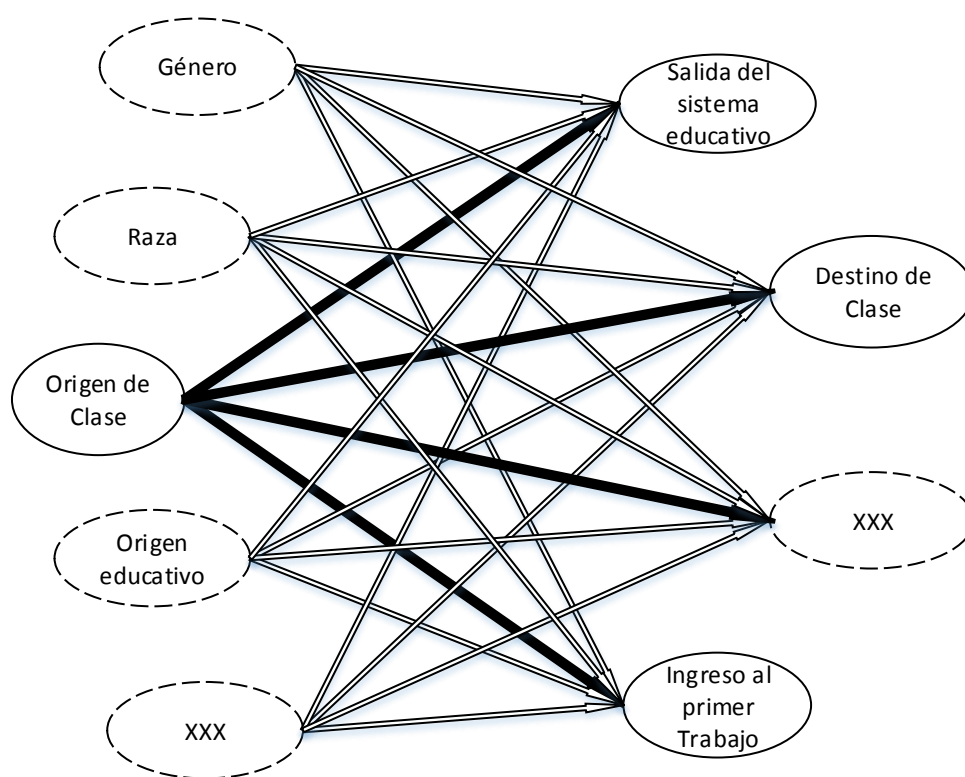 Género
Raza
Origen de
Clase
Origen
educativo
XXX
Salida del
sistema
educativo
Destino de
Clase
XXX
Ingreso al
primer
Trabajo